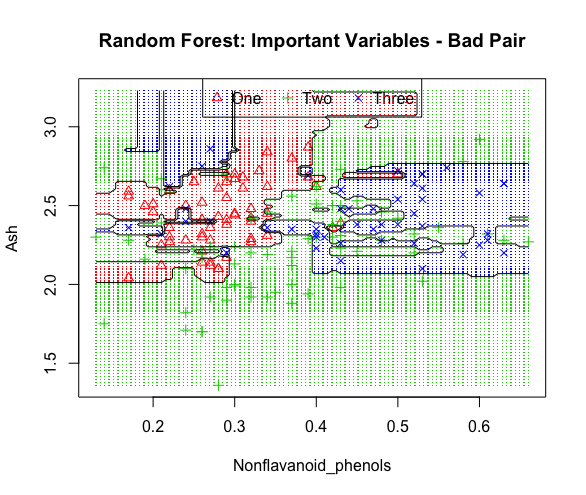 Random Forest: Important Variables - Bad Pair
One Two Three
3.0
2.5
2.0
1.5
Ash
0.2 0.3 0.4 0.5 0.6
Nonflavanoid_phenols